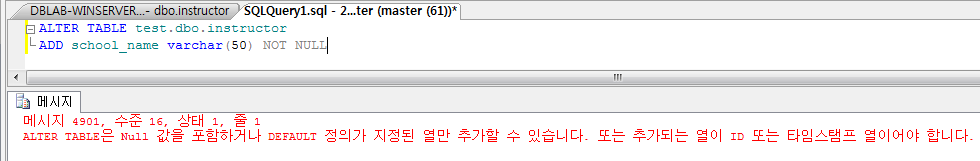 DBLAB-WINSERVER...- dbo.instructor SQLQuery1.sql - 2...ter (master (61))*
ALTER TABLE test.dbo.instructor
ADD school_name varchar(50) NOT NULL
메시지
메시지 4901, 수준 16, 상태 1, 줄 1
ALTER TABLE은 Null 값을 포함하거나 DEFAULT 정의가 지정된 열만 추가할 수 있습니다. 또는 추가되는 열이 ID 또는 타임스탬프 열이어야 합니다.